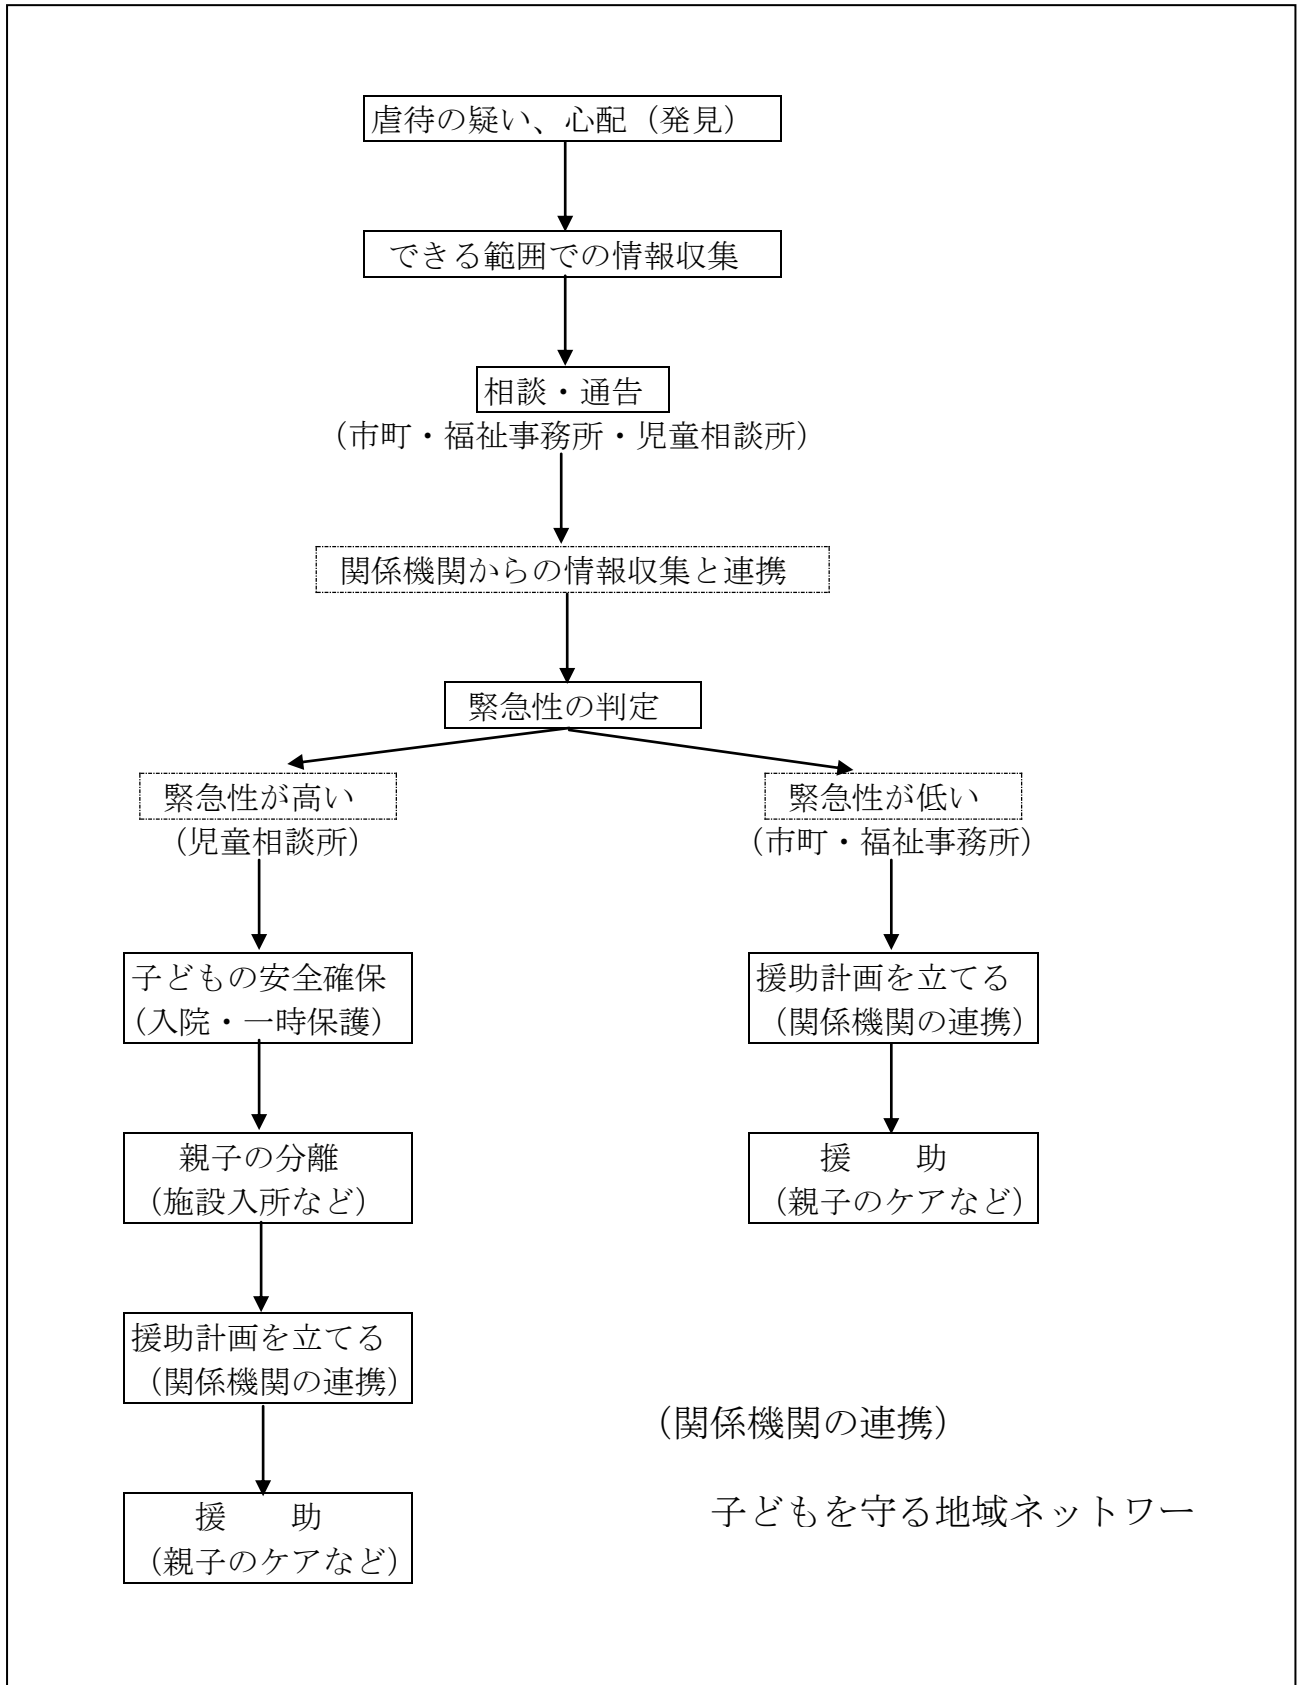 虐待の疑い、心配（発見）
できる範囲での情報収集
相談・通告
（市町・福祉事務所・児童相談所）
関係機関からの情報収集と連携
緊急性の判定
緊急性が高い
（児童相談所）
緊急性が低い
（市町・福祉事務所）
子どもの安全確保
（入院・一時保護）
援助計画を立てる
（関係機関の連携）
親子の分離
（施設入所など）
援　　助
（親子のケアなど）
援助計画を立てる
（関係機関の連携）
（関係機関の連携）
子どもを守る地域ネットワー
援　　助
（親子のケアなど）